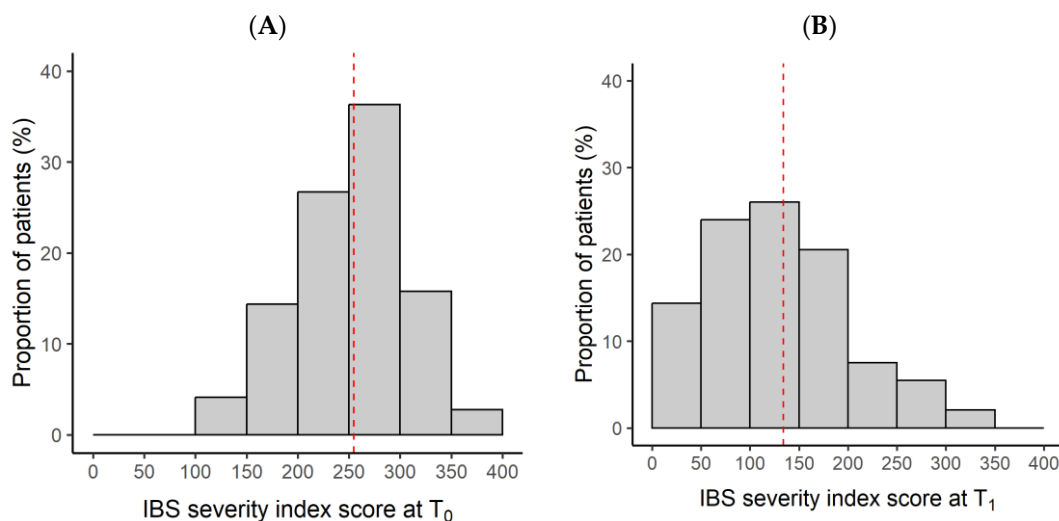 (A)
Proportion of patients (%)
40
30
20
10
0
0 50 100 150 200 250 300 350 400
IBS severity index score at T0
(B)
Proportion of patients (%)
40
30
20
10
0
0 50 100 150 200 250 300 350 400
IBS severity index score at T1